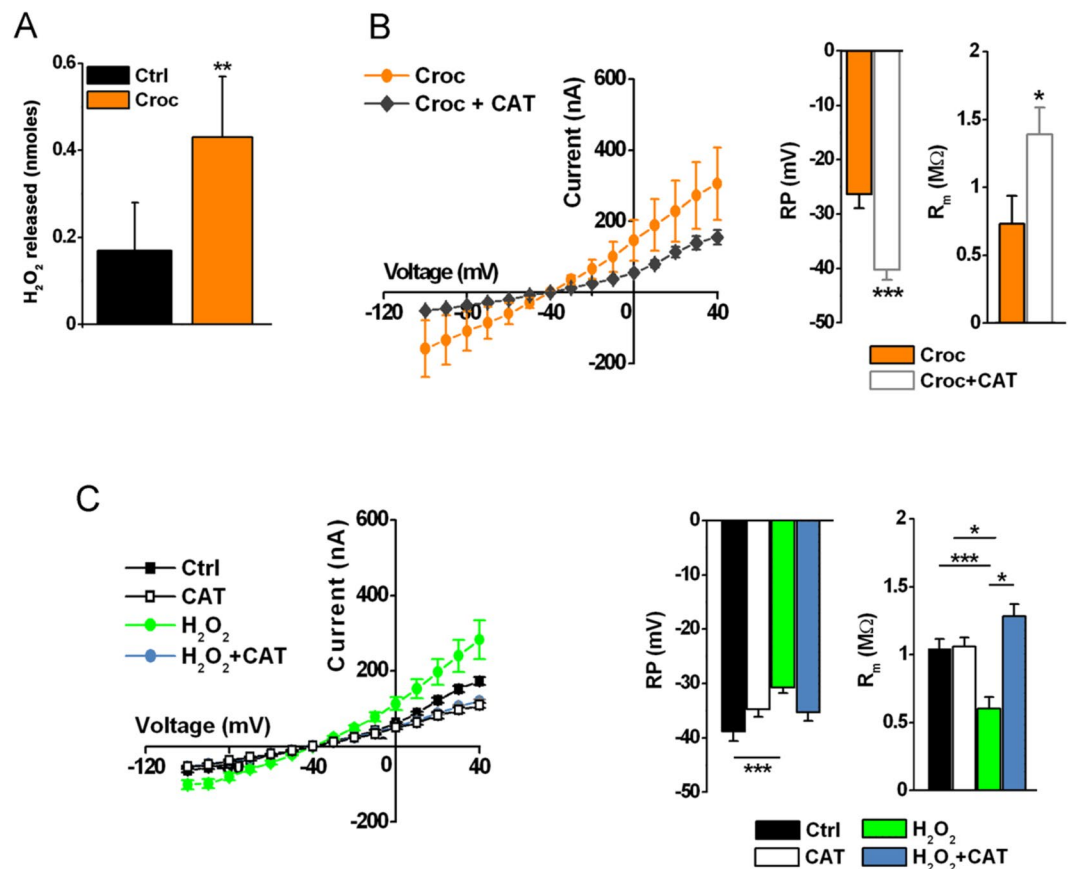 A
H₂O₂ released (nmoles)
0.6
0.4
0.2
0
Ctrl
Croc
**
B
Croc
Croc + CAT
Current (nA)
600
400
200
-200
Voltage (mV)
-120
-40
0
40
RP (mV)
0
-10
-20
-30
-40
-50
***
Rm (MΩ)
2
1.5
1
0.5
0
*
Croc
Croc+CAT
C
Ctrl
CAT
H₂O₂
H₂O₂+CAT
Current (nA)
600
400
200
-200
Voltage (mV)
-120
-40
0
40
RP (mV)
0
-10
-20
-30
-40
-50
***
Rm (MΩ)
2
1.5
1
0.5
0
*
***
*
Ctrl
CAT
H₂O₂
H₂O₂+CAT